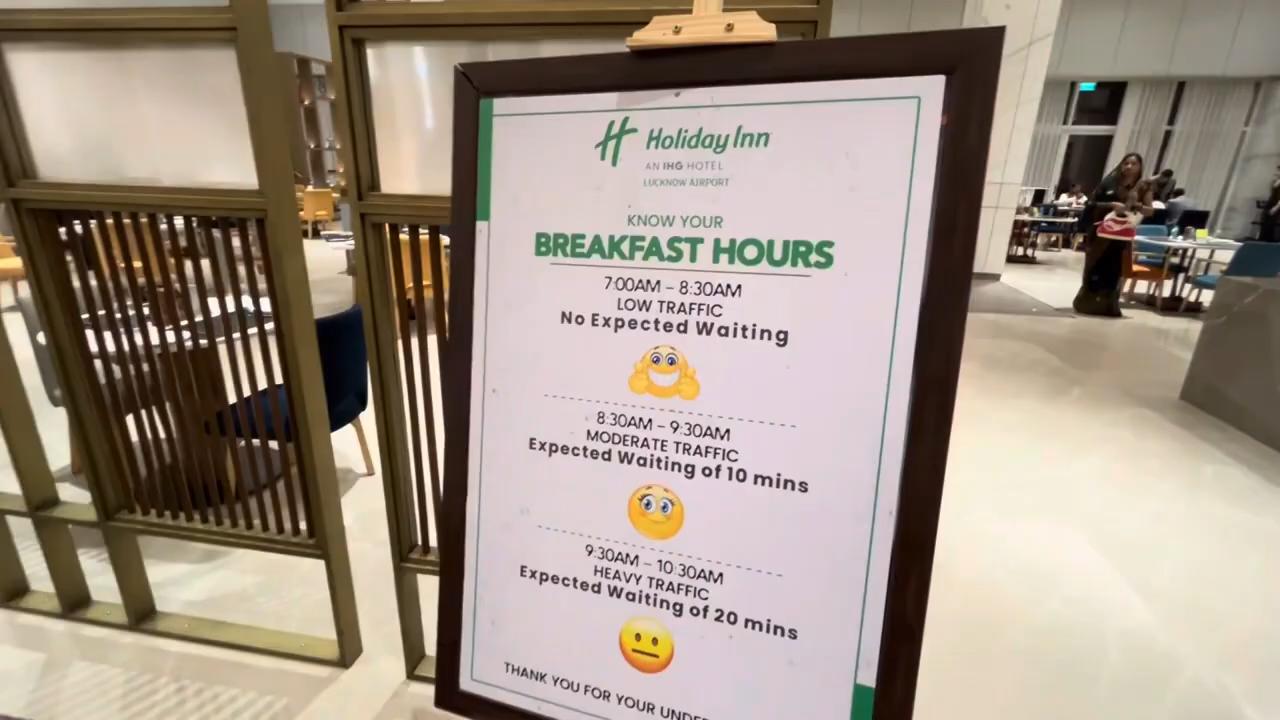 Holiday Inn
AN IHG HOTEL
LUCKNOW AIRPORT
KNOW YOUR
BREAKFAST HOURS
7:00AM – 8:30AM
LOW TRAFFIC
No Expected Waiting
8:30AM – 9:30AM
MODERATE TRAFFIC
Expected Waiting of 10 mins
9:30AM – 10:30AM
HEAVY TRAFFIC
Expected Waiting of 20 mins
THANK YOU FOR YOUR